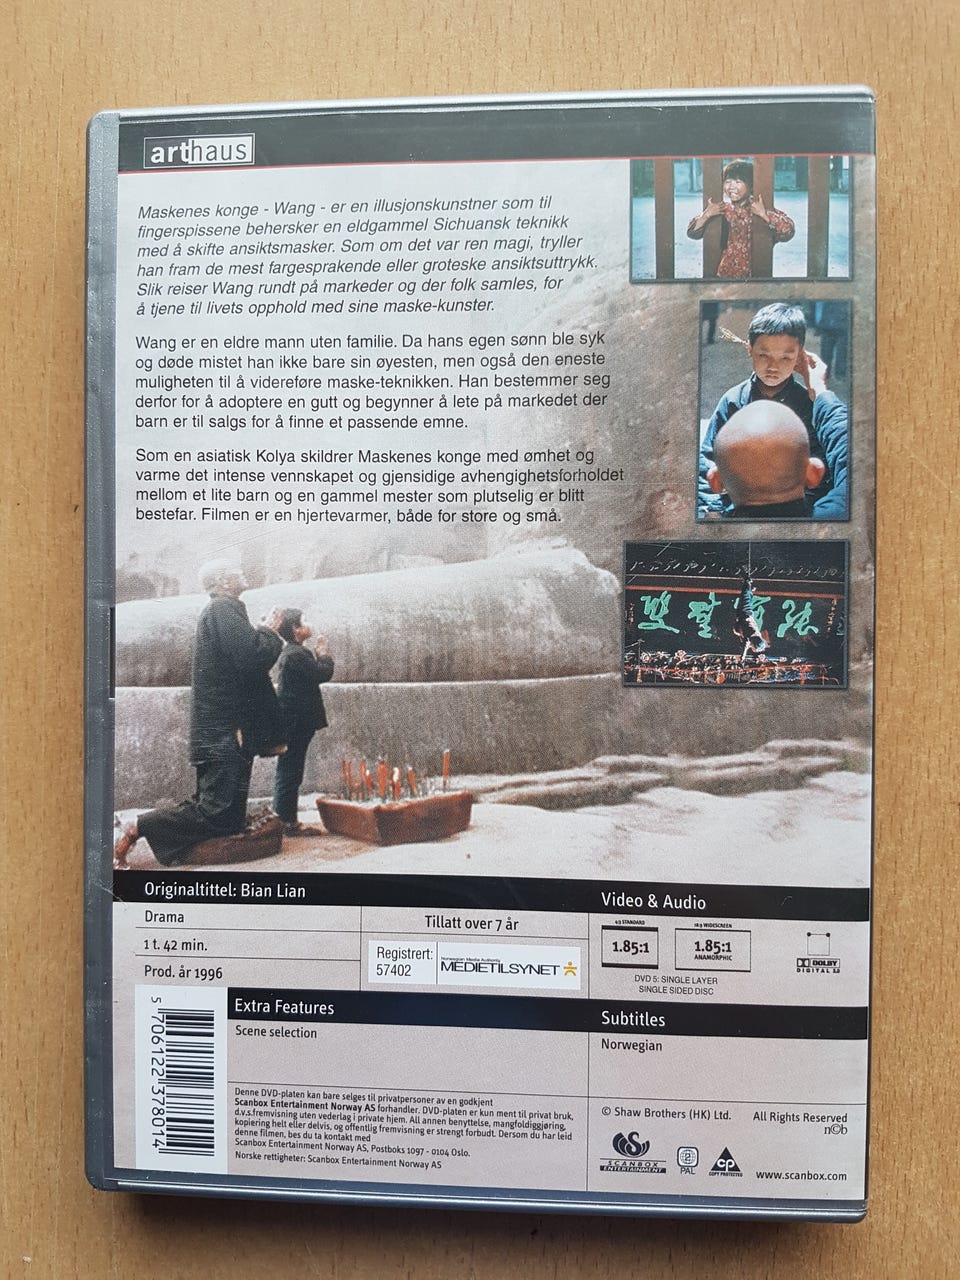 arthaus
Maskenes konge - Wang - er en illusjonskunstner som til
fingerspissene behersker en eldgammel Sichuansk teknikk
med å skifte ansiktsmasker. Som om det var ren magi, tryller
han fram de mest fargesprakende eller groteske ansiktsuttrykk.
Slik reiser Wang rundt på markeder og der folk samles, for
å tjene til livets opphold med sine maske-kunster.
Wang er en eldre mann uten familie. Da hans egen sønn ble syk
og døde mistet han ikke bare sin øyesten, men også den eneste
muligheten til å videreføre maske-teknikken. Han bestemmer seg
derfor for å adoptere en gutt og begynner å lete på markedet der
barn er til salgs for å finne et passende emne.
Som en asiatisk Kolya skildrer Maskenes konge med ømhet og
varme det intense vennskapet og gjensidige avhengighetsforholdet
mellom et lite barn og en gammel mester som plutselig er blitt
bestefar. Filmen er en hjertevarmer, både for store og små.
Originaltittel: Bian Lian
Drama
1 t. 42 min.
Prod. år 1996
Tillatt over 7 år
Registrert:
57402
Norwegian Media Authority
MEDIETILSYNET
Video & Audio
4:3 STANDARD
1.85:1
16:9 WIDESCREEN
1.85:1
ANAMORPHIC
DVD 5: SINGLE LAYER
SINGLE SIDED DISC
DOLBY
DIGITAL 2.0
5 706122 378014
Extra Features
Scene selection
Subtitles
Norwegian
Denne DVD-platen kan bare selges til privatpersoner av en godkjent
Scanbox Entertainment Norway AS forhandler. DVD-platen er kun ment til privat bruk,
d.v.s.fremvisning uten vederlag i private hjem. All annen benyttelse, mangfoldiggjøring,
kopiering helt eller delvis, og offentlig fremvisning er strengt forbudt. Dersom du har leid
denne filmen, bes du ta kontakt med
Scanbox Entertainment Norway AS, Postboks 1097 - 0104 Oslo.
Norske rettigheter: Scanbox Entertainment Norway AS
© Shaw Brothers (HK) Ltd.
All Rights Reserved
n©b
SCANBOX
ENTERTAINMENT
2
PAL
CP
COPY PROTECTED
www.scanbox.com